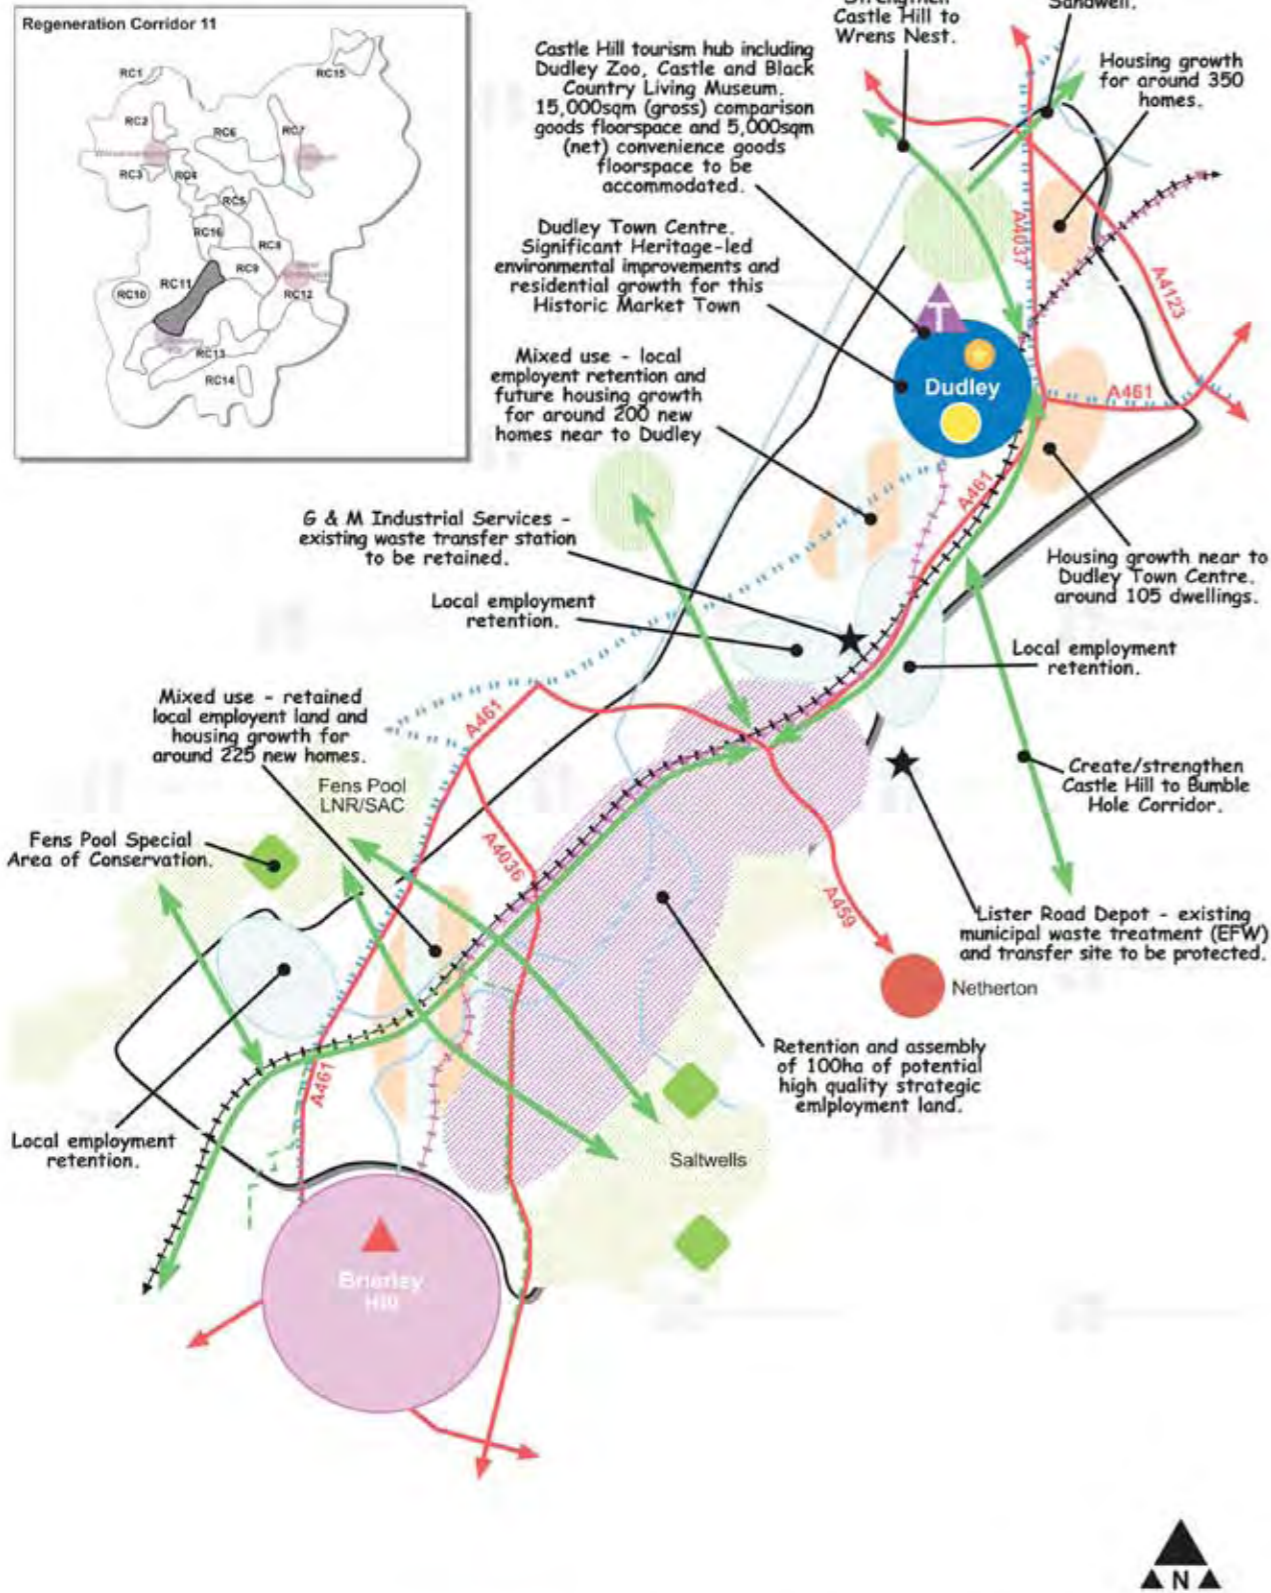 Regeneration Corridor 11
RC1
RC15
RC2
RC6
RC7
RC3
RC4
RC5
RC16
RC8
RC9
RC11
RC10
RC12
RC13
RC14
Strengthen
Castle Hill to
Wrens Nest.
Sandwell.
Castle Hill tourism hub including
Dudley Zoo, Castle and Black
Country Living Museum.
15,000sqm (gross) comparison
goods floorspace and 5,000sqm
(net) convenience goods
floorspace to be
accommodated.
Housing growth
for around 350
homes.
Dudley Town Centre.
Significant Heritage-led
environmental improvements and
residential growth for this
Historic Market Town
A4037
A4123
T
Dudley
A461
Mixed use - local
employent retention and
future housing growth
for around 200 new
homes near to Dudley
A461
G & M Industrial Services -
existing waste transfer station
to be retained.
Housing growth near to
Dudley Town Centre.
around 105 dwellings.
Local employment
retention.
Local employment
retention.
Mixed use - retained
local employent land and
housing growth for
around 225 new homes.
A461
Fens Pool
LNR/SAC
Create/strengthen
Castle Hill to Bumble
Hole Corridor.
Fens Pool Special
Area of Conservation.
A4036
A459
Lister Road Depot - existing
municipal waste treatment (EFW)
and transfer site to be protected.
Netherton
Retention and assembly
of 100ha of potential
high quality strategic
emlployment land.
A461
Local employment
retention.
Saltwells
Brierley
Hill
N